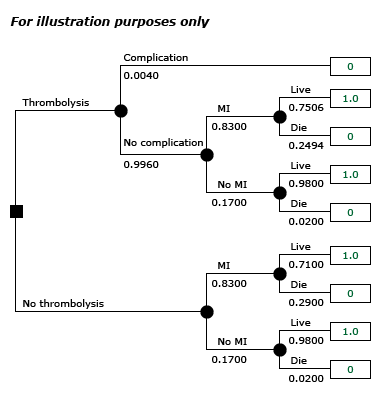 For illustration purposes only
Complication
0
0.0040
Live
1.0
Thrombolysis
0.7506
MI
0.8300
Die
0
No complication
0.2494
0.9960
Live
1.0
No MI
0.9800
0.1700
Die
0
0.0200
Live
1.0
MI
0.7100
0.8300
Die
0
No thrombolysis
0.2900
Live
1.0
No MI
0.9800
0.1700
Die
0
0.0200